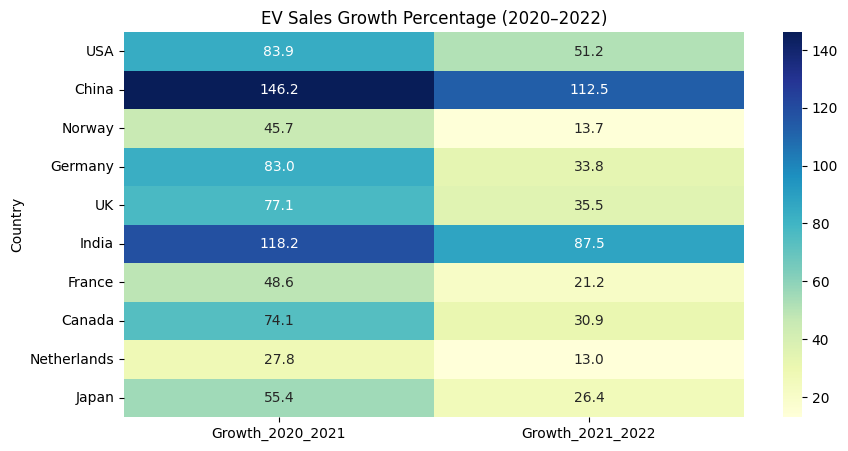 EV Sales Growth Percentage (2020–2022)
Country
USA 83.9 51.2
China 146.2 112.5
Norway 45.7 13.7
Germany 83.0 33.8
UK 77.1 35.5
India 118.2 87.5
France 48.6 21.2
Canada 74.1 30.9
Netherlands 27.8 13.0
Japan 55.4 26.4
Growth_2020_2021 Growth_2021_2022
140
120
100
80
60
40
20